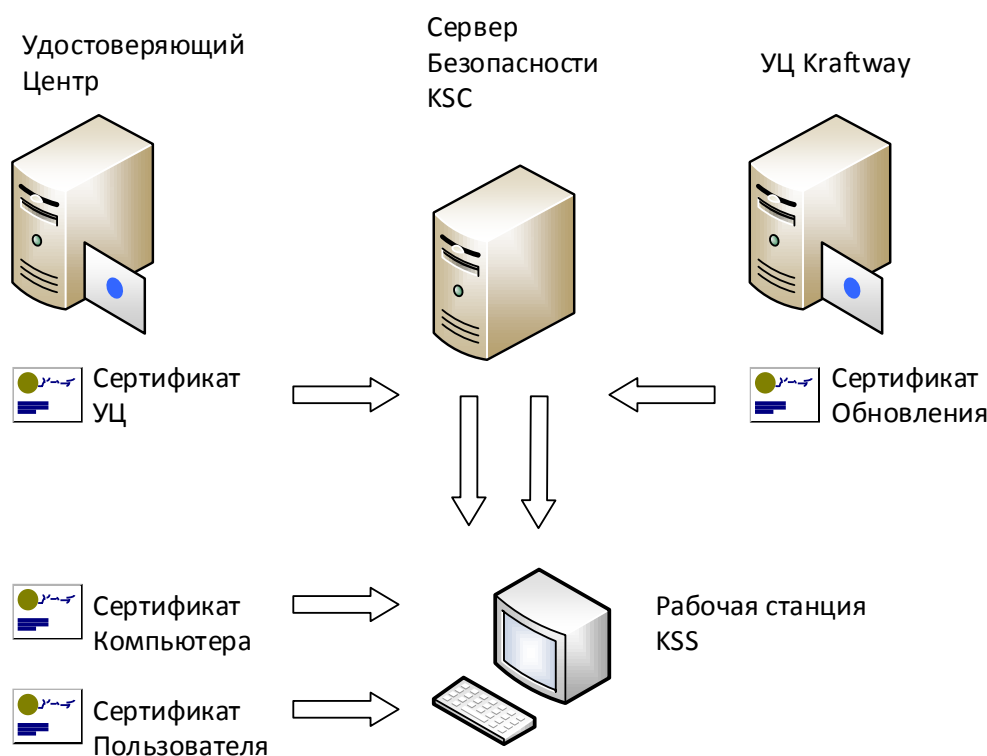 Удостоверяющий
Центр
Сервер
Безопасности
KSC
УЦ Kraftway
Сертификат
УЦ
Сертификат
Обновления
Сертификат
Компьютера
Рабочая станция
KSS
Сертификат
Пользователя